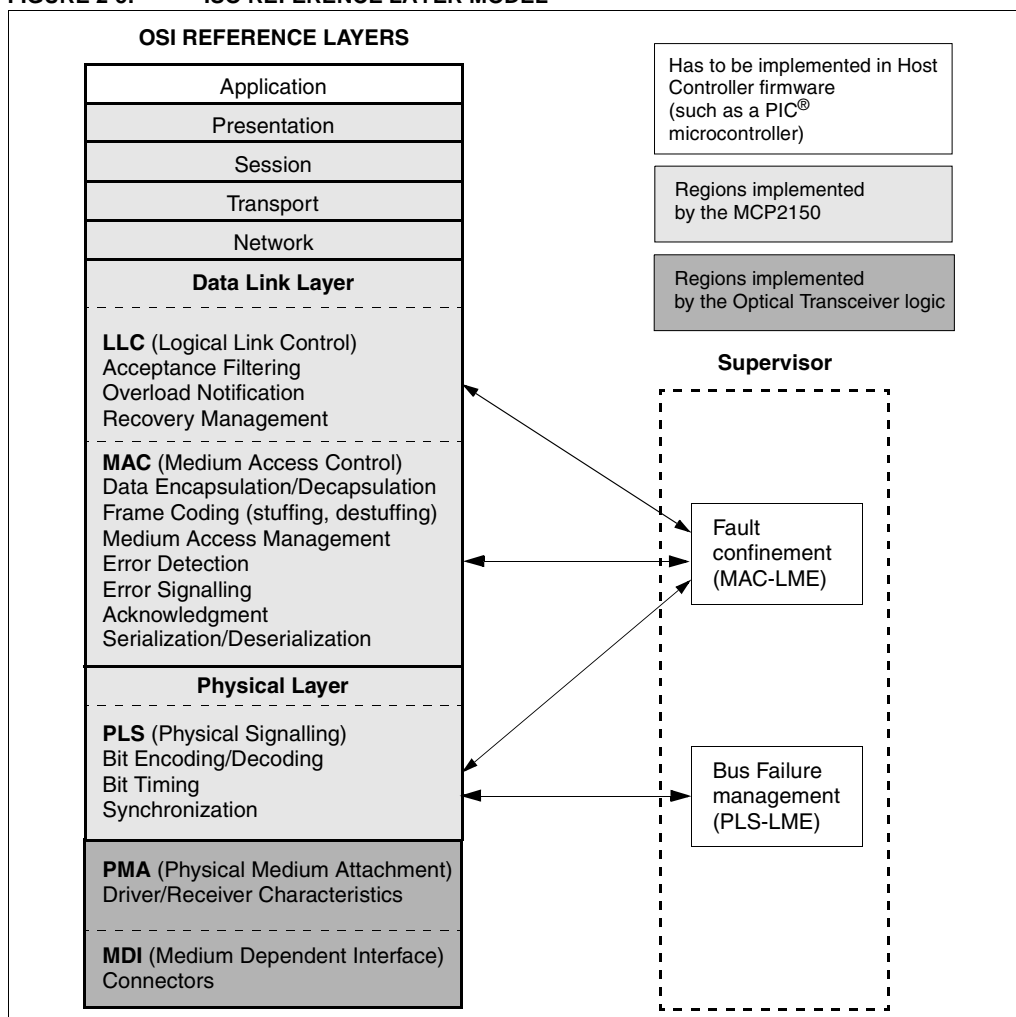 OSI REFERENCE LAYERS
Application
Presentation
Session
Transport
Network
Data Link Layer
LLC (Logical Link Control)
Acceptance Filtering
Overload Notification
Recovery Management
MAC (Medium Access Control)
Data Encapsulation/Decapsulation
Frame Coding (stuffing, destuffing)
Medium Access Management
Error Detection
Error Signalling
Acknowledgment
Serialization/Deserialization
Physical Layer
PLS (Physical Signalling)
Bit Encoding/Decoding
Bit Timing
Synchronization
PMA (Physical Medium Attachment)
Driver/Receiver Characteristics
MDI (Medium Dependent Interface)
Connectors
Has to be implemented in Host
Controller firmware
(such as a PIC®
microcontroller)
Regions implemented
by the MCP2150
Regions implemented
by the Optical Transceiver logic
Supervisor
Fault
confinement
(MAC-LME)
Bus Failure
management
(PLS-LME)